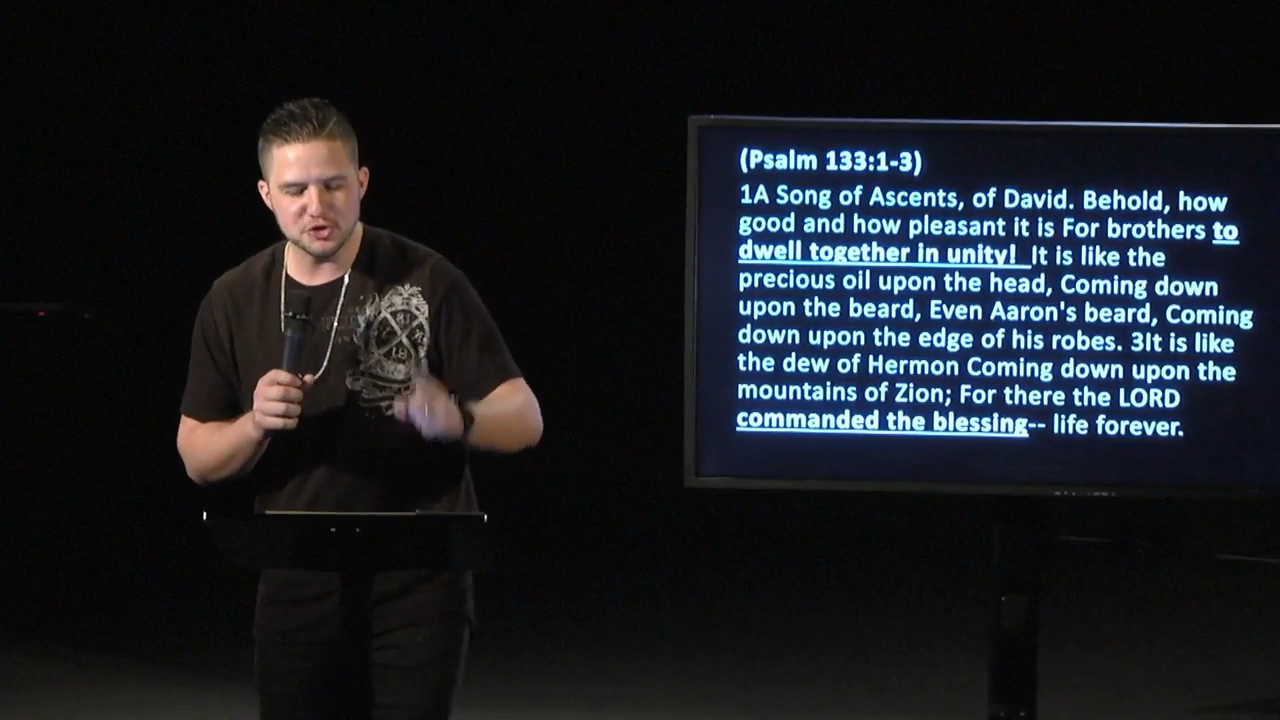 (Psalm 133:1-3)
1A Song of Ascents, of David. Behold, how
good and how pleasant it is For brothers to
dwell together in unity! It is like the
precious oil upon the head, Coming down
upon the beard, Even Aaron's beard, Coming
down upon the edge of his robes. 3It is like
the dew of Hermon Coming down upon the
mountains of Zion; For there the LORD
commanded the blessing-- life forever.